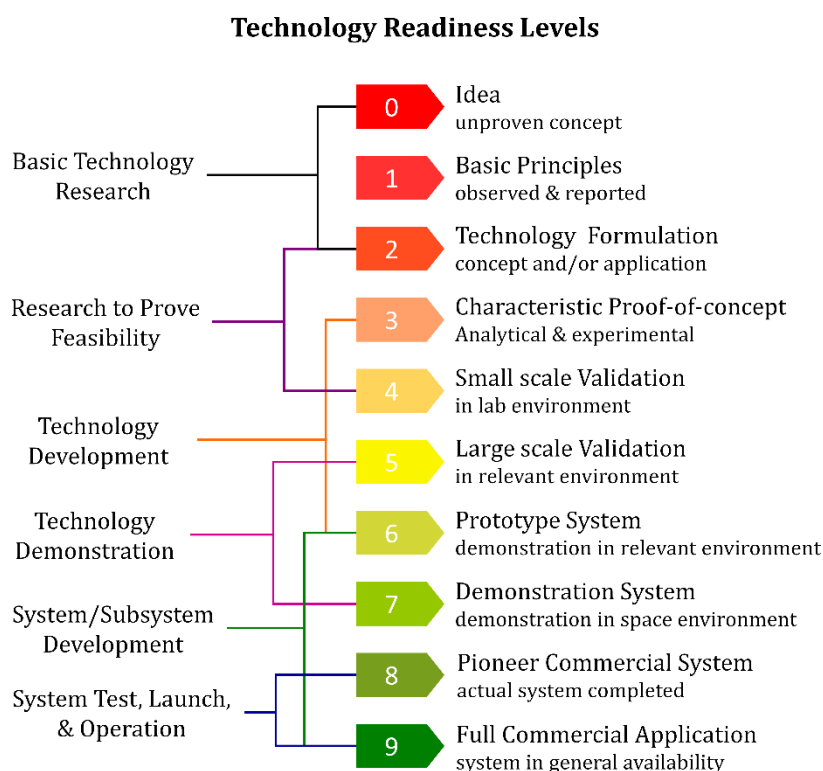 Technology Readiness Levels
0
Idea
unproven concept
Basic Technology
Research
1
Basic Principles
observed & reported
2
Technology Formulation
concept and/or application
Research to Prove
Feasibility
3
Characteristic Proof-of-concept
Analytical & experimental
4
Small scale Validation
in lab environment
Technology
Development
5
Large scale Validation
in relevant environment
Technology
Demonstration
6
Prototype System
demonstration in relevant environment
7
Demonstration System
demonstration in space environment
System/Subsystem
Development
8
Pioneer Commercial System
actual system completed
System Test, Launch,
& Operation
9
Full Commercial Application
system in general availability